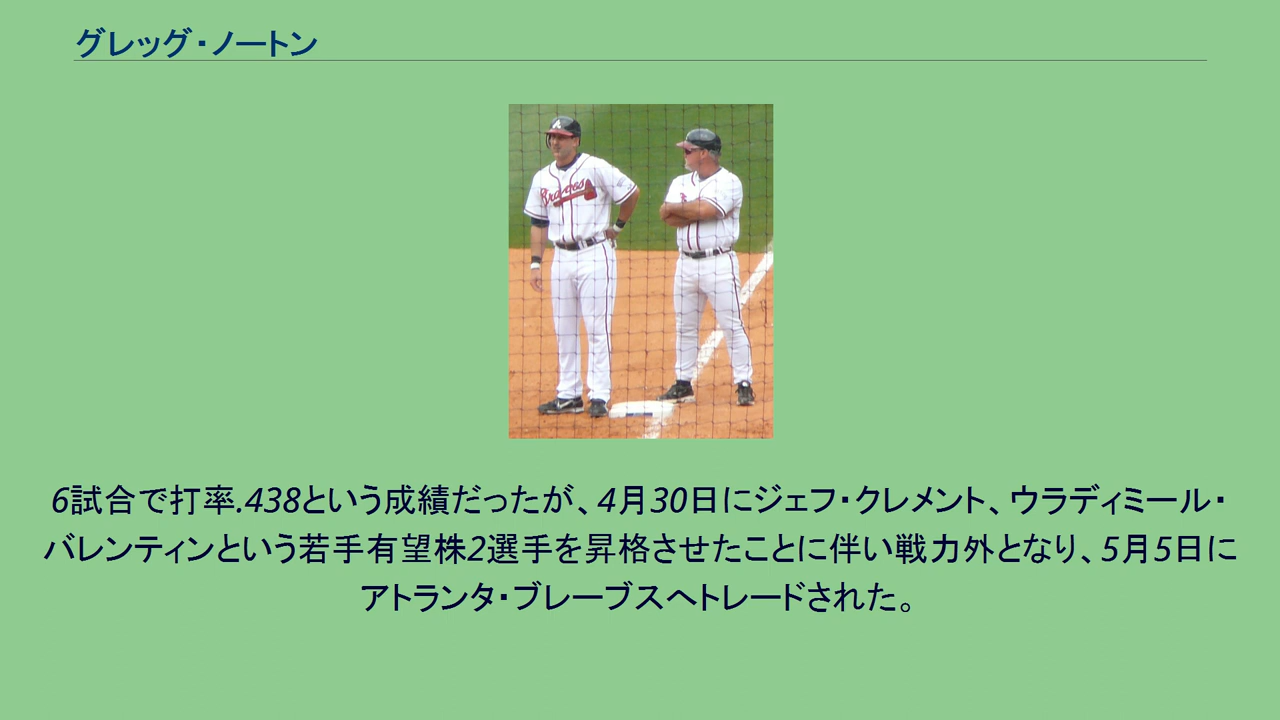 グレッグ・ノートン
Braves
6試合で打率.438という成績だったが、4月30日にジェフ・クレメント、ウラディミール・
バレンティンという若手有望株2選手を昇格させたことに伴い戦力外となり、5月5日に
アトランタ・ブレーブスへトレードされた。